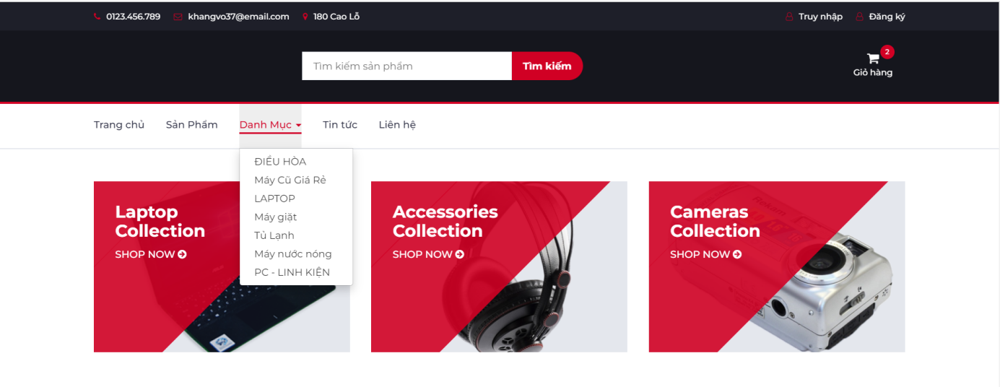 0123.456.789 khangvo37@email.com 180 Cao Lỗ Truy nhập Đăng ký
Tìm kiếm sản phẩm Tìm kiếm
2
Giỏ hàng
Trang chủ Sản Phẩm Danh Mục Tin tức Liên hệ
ĐIỀU HÒA
Máy Cũ Giá Rẻ
LAPTOP
Máy giặt
Tủ Lạnh
Máy nước nóng
PC - LINH KIỆN
Laptop
Collection
SHOP NOW
Accessories
Collection
SHOP NOW
Cameras
Collection
SHOP NOW
Rekam